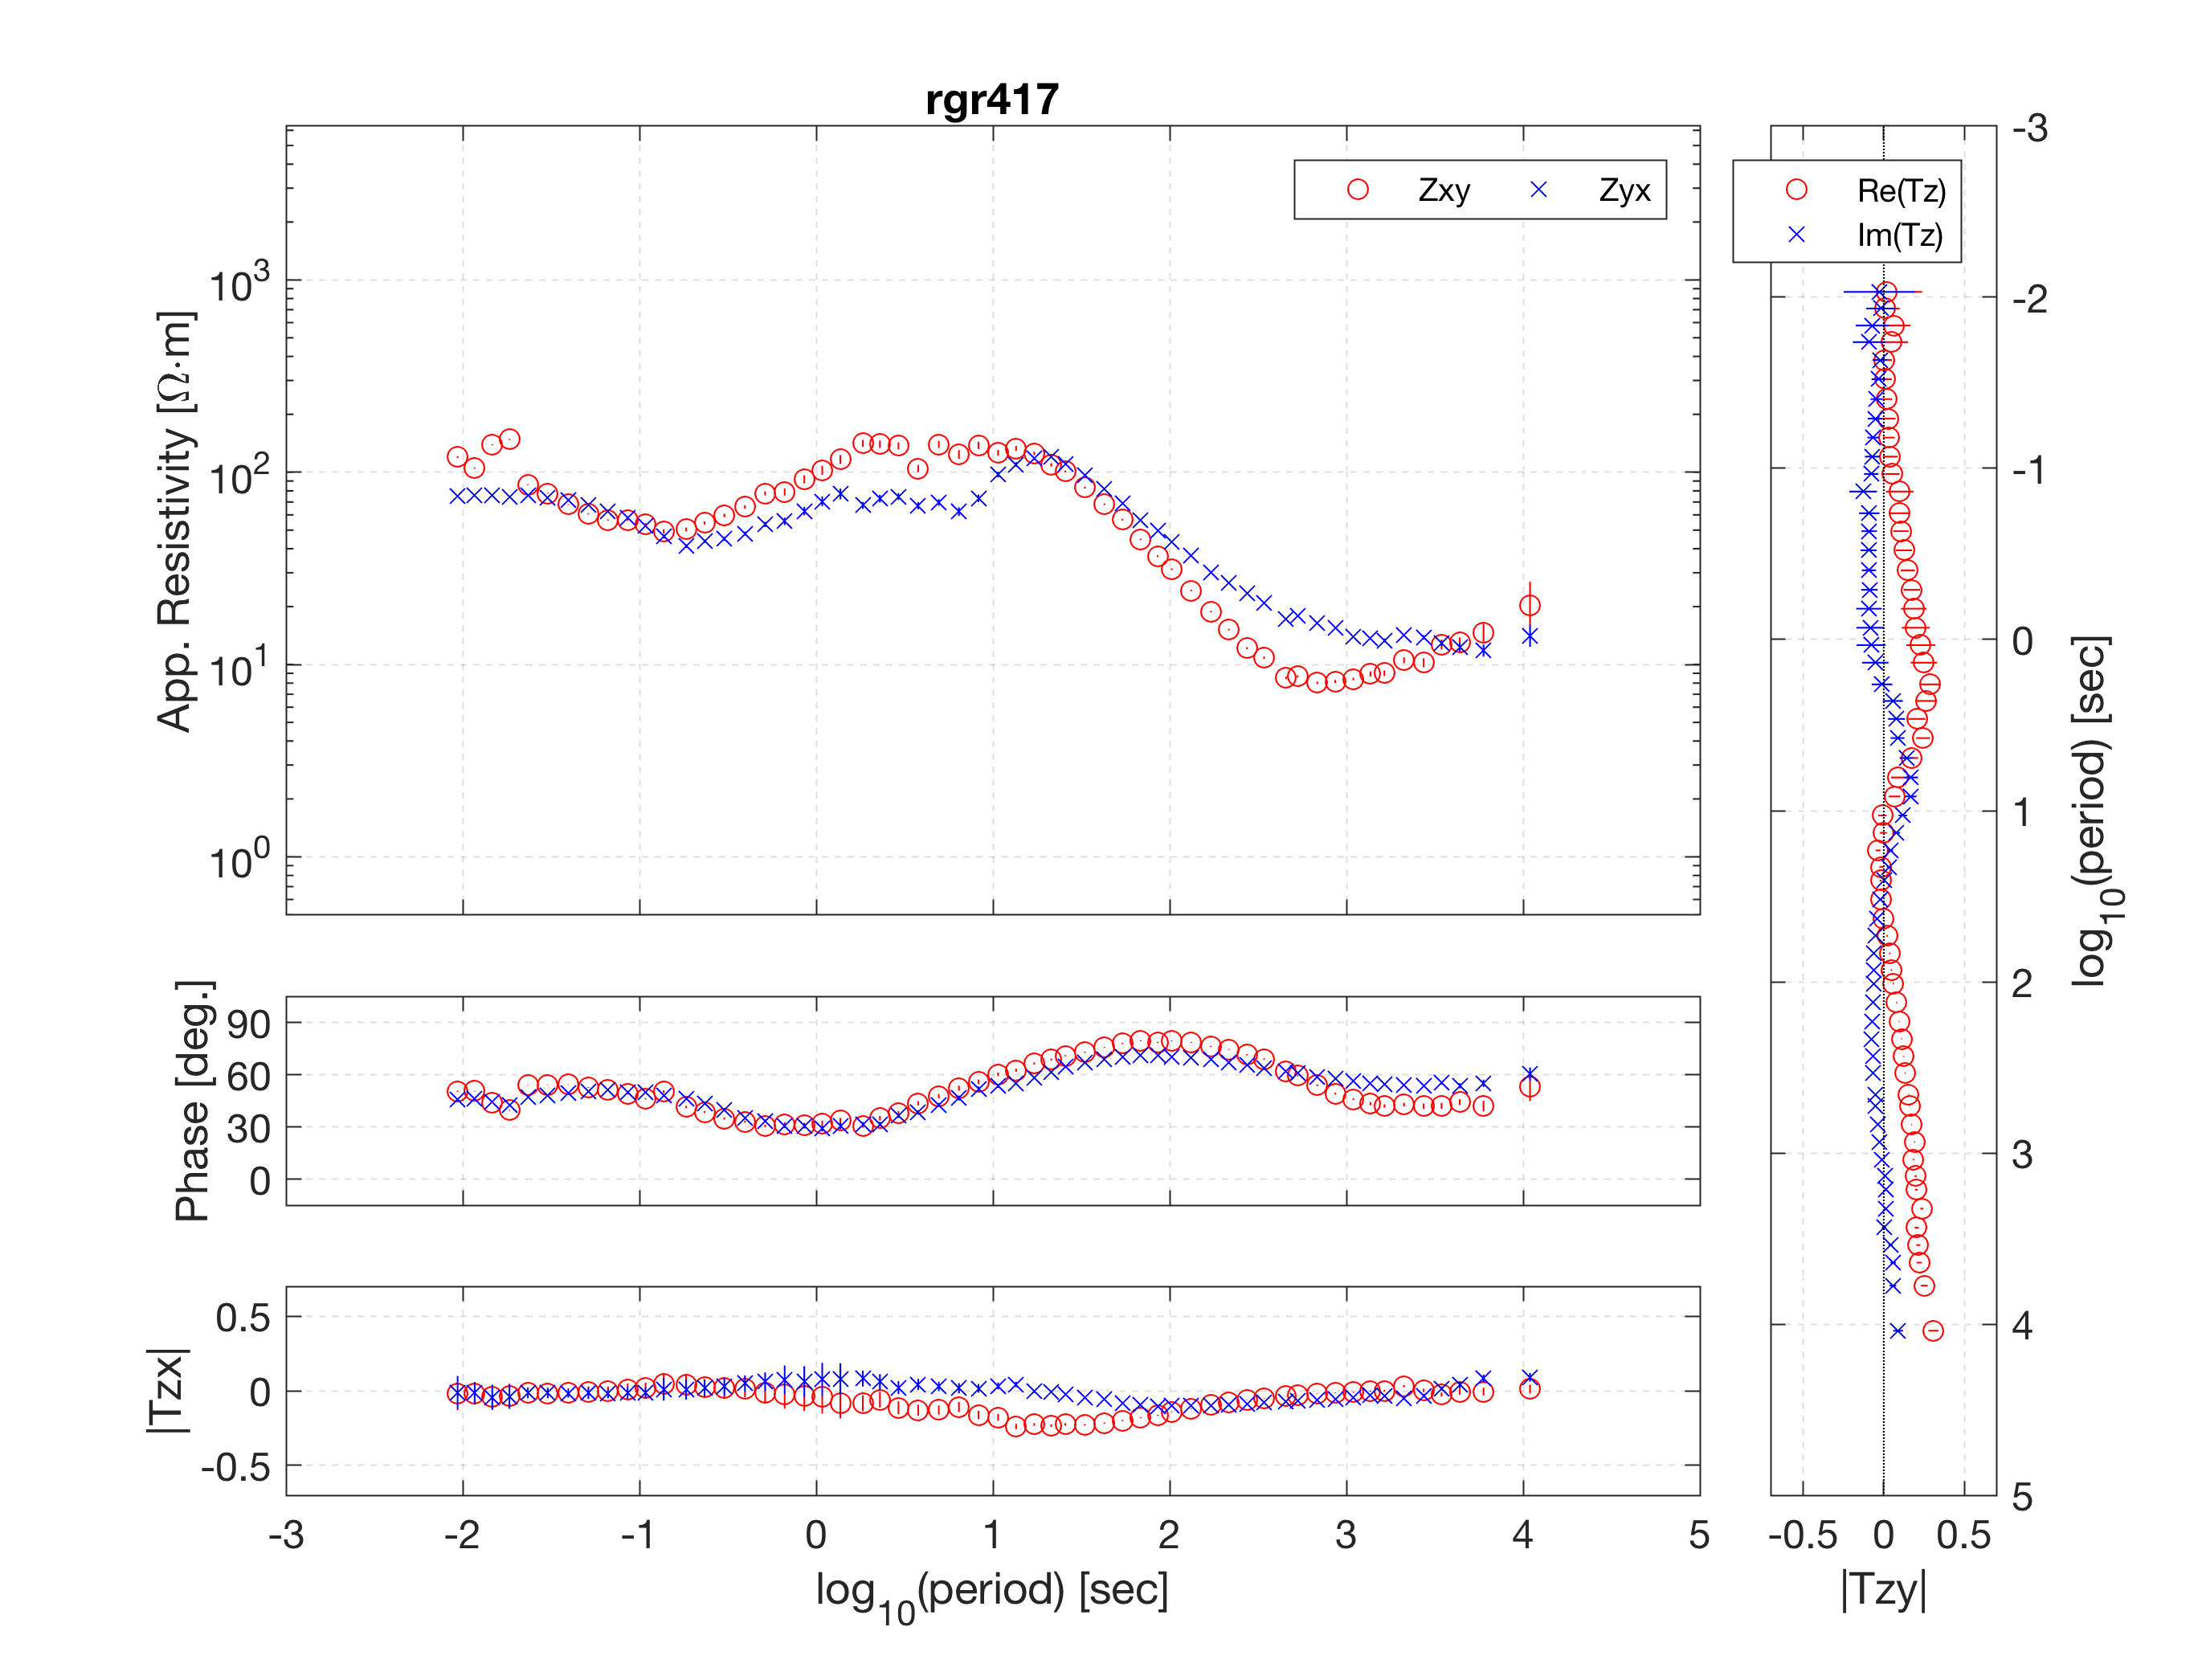 rgr417
Zxy Zyx
Re(Tz)
Im(Tz)
App. Resistivity [Ω·m]
10^3
10^2
10^1
10^0
Phase [deg.]
90
60
30
0
|Tzx|
0.5
0
-0.5
-3 -2 -1 0 1 2 3 4 5
log10(period) [sec]
-3
-2
-1
0
1
2
3
4
5
log10(period) [sec]
-0.5 0 0.5
|Tzy|